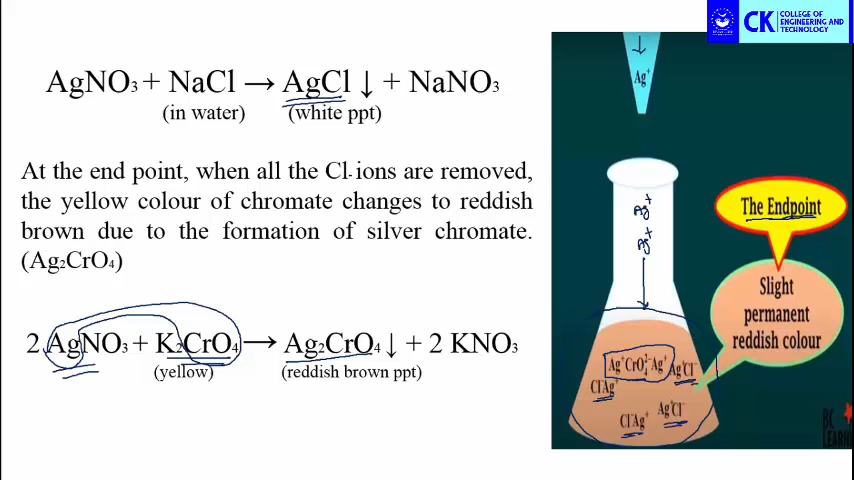 CK COLLEGE OF
ENGINEERING AND
TECHNOLOGY
AgNO₃ + NaCl → AgCl ↓ + NaNO₃
(in water) (white ppt)
At the end point, when all the Cl- ions are removed,
the yellow colour of chromate changes to reddish
brown due to the formation of silver chromate.
(Ag₂CrO₄)
2 AgNO₃ + K₂CrO₄ → Ag₂CrO₄ ↓ + 2 KNO₃
(yellow) (reddish brown ppt)
↓
Ag⁺
Ag+
Ag+
The Endpoint
Slight
permanent
reddish colour
Ag⁺CrO₄²⁻Ag⁺
Ag⁺Cl⁻
Cl⁻Ag⁺
Ag⁺Cl⁻
Cl⁻Ag⁺
BC
LEARN